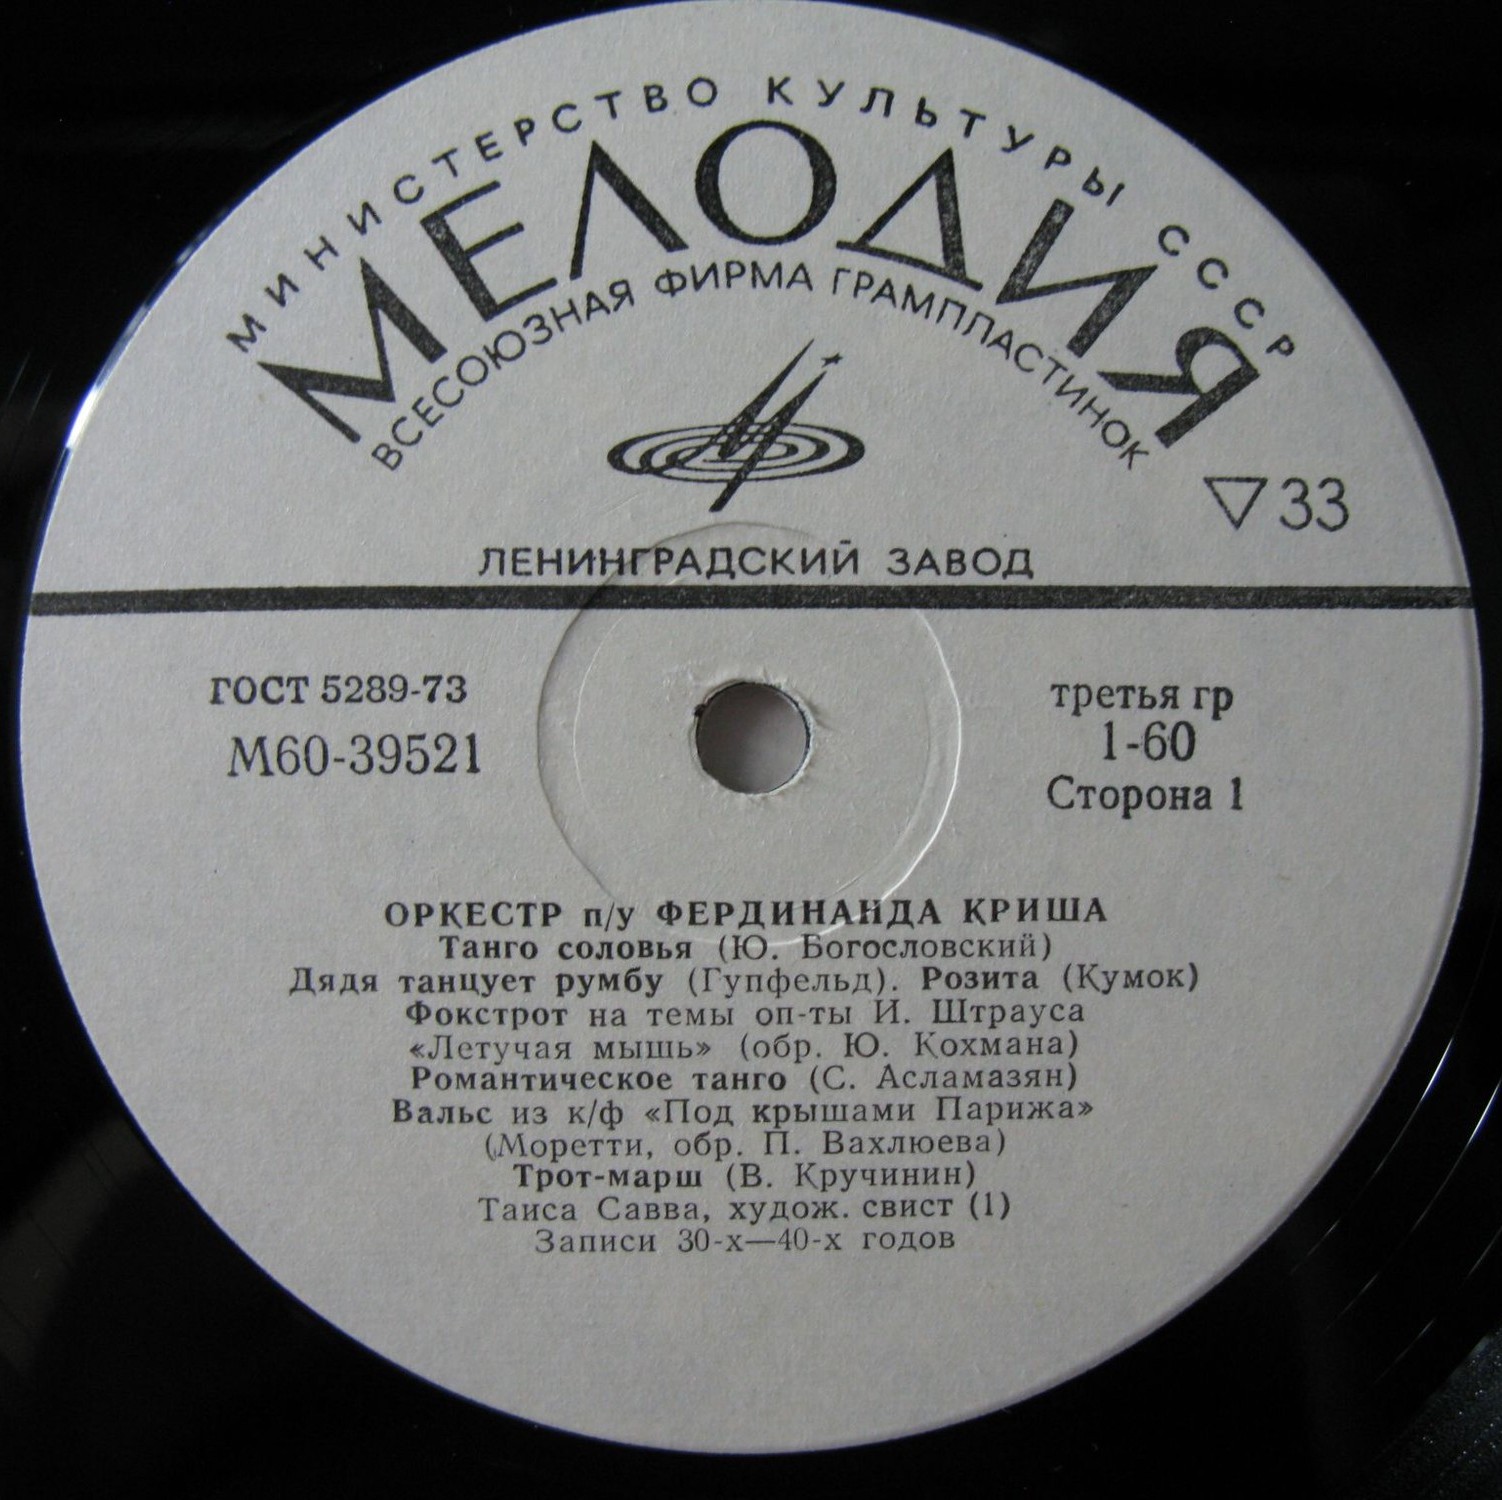 МИНИСТЕРСТВО КУЛЬТУРЫ СССР
МЕЛОДИЯ
ВСЕСОЮЗНАЯ ФИРМА ГРАМПЛАСТИНОК
33
ЛЕНИНГРАДСКИЙ ЗАВОД
ГОСТ 5289-73
М60-39521
третья гр
1-60
Сторона 1
ОРКЕСТР п/у ФЕРДИНАНДА КРИША
Танго соловья (Ю. Богословский)
Дядя танцует румбу (Гупфельд). Розита (Кумок)
Фокстрот на темы оп-ты И. Штрауса
«Летучая мышь» (обр. Ю. Кохмана)
Романтическое танго (С. Асламазян)
Вальс из к/ф «Под крышами Парижа»
(Моретти, обр. П. Вахлюева)
Трот-марш (В. Кручинин)
Таиса Савва, худож. свист (1)
Записи 30-х—40-х годов